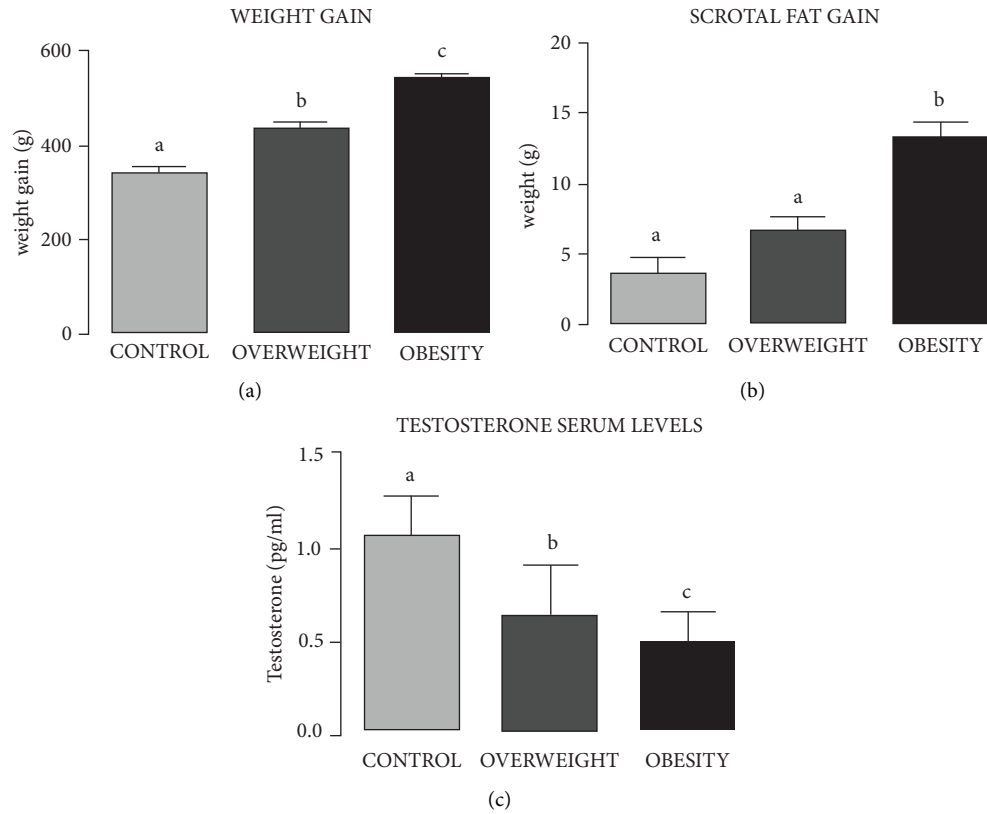 WEIGHT GAIN
600
400
200
0
weight gain (g)
a
b
c
CONTROL
OVERWEIGHT
OBESITY
(a)
SCROTAL FAT GAIN
20
15
10
5
0
weight (g)
a
a
b
CONTROL
OVERWEIGHT
OBESITY
(b)
TESTOSTERONE SERUM LEVELS
1.5
1.0
0.5
0.0
Testosterone (pg/ml)
a
b
c
CONTROL
OVERWEIGHT
OBESITY
(c)